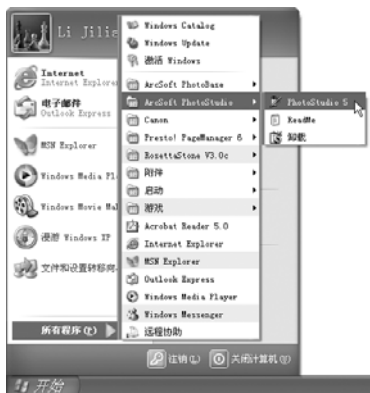 Li Jilia
Internet
Internet Explore
电子邮件
Outlook Express
MSN Explorer
Windows Media Pl
Windows Movie Mak
漫游 Windows XP
文件和设置转移向
所有程序(P)
Windows Catalog
Windows Update
激活 Windows
ArcSoft PhotoBase
ArcSoft PhotoStudio
Canon
Presto! PageManager 6
RosettaStone V3.0c
附件
启动
游戏
Acrobat Reader 5.0
Internet Explorer
MSN Explorer
Outlook Express
Windows Media Player
Windows Messenger
远程协助
PhotoStudio 5
ReadMe
卸载
注销(L)
关闭计算机(U)
开始